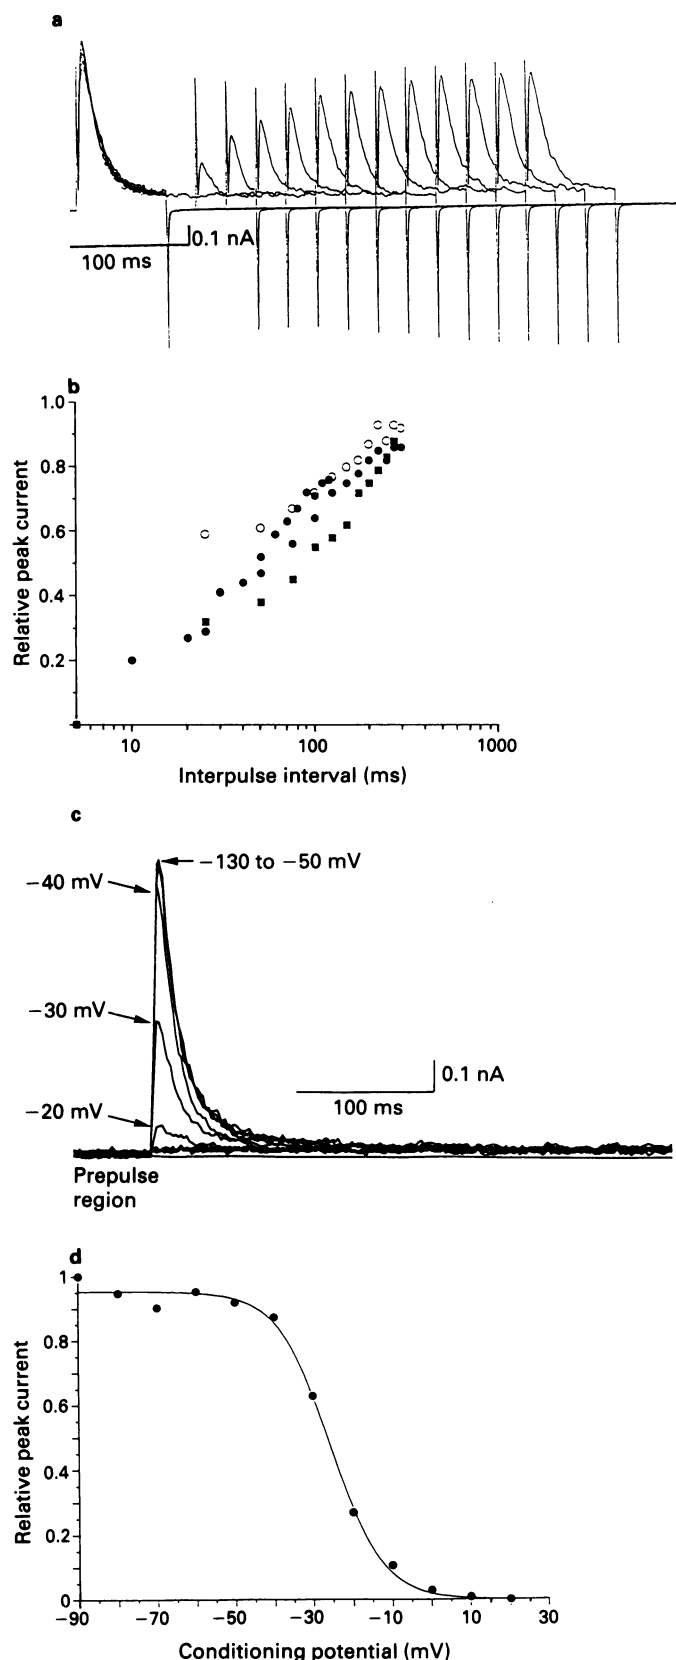 a
0.1 nA
100 ms
b
1.0
0.8
0.6
0.4
0.2
Relative peak current
10
100
1000
Interpulse interval (ms)
c
−130 to −50 mV
−40 mV
−30 mV
−20 mV
0.1 nA
100 ms
Prepulse
region
d
1
0.8
0.6
0.4
0.2
0
Relative peak current
−90
−70
−50
−30
−10
10
30
Conditioning potential (mV)